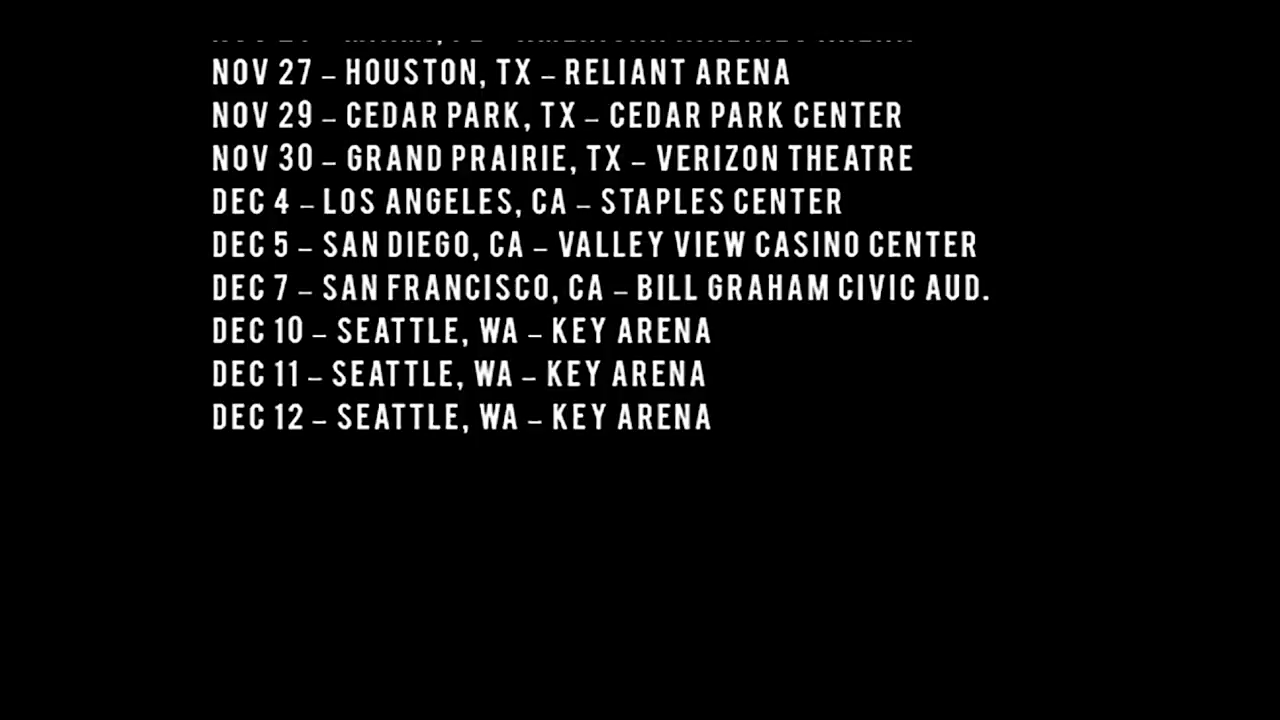 NOV 27 – HOUSTON, TX – RELIANT ARENA
NOV 29 – CEDAR PARK, TX – CEDAR PARK CENTER
NOV 30 – GRAND PRAIRIE, TX – VERIZON THEATRE
DEC 4 – LOS ANGELES, CA – STAPLES CENTER
DEC 5 – SAN DIEGO, CA – VALLEY VIEW CASINO CENTER
DEC 7 – SAN FRANCISCO, CA – BILL GRAHAM CIVIC AUD.
DEC 10 – SEATTLE, WA – KEY ARENA
DEC 11 – SEATTLE, WA – KEY ARENA
DEC 12 – SEATTLE, WA – KEY ARENA